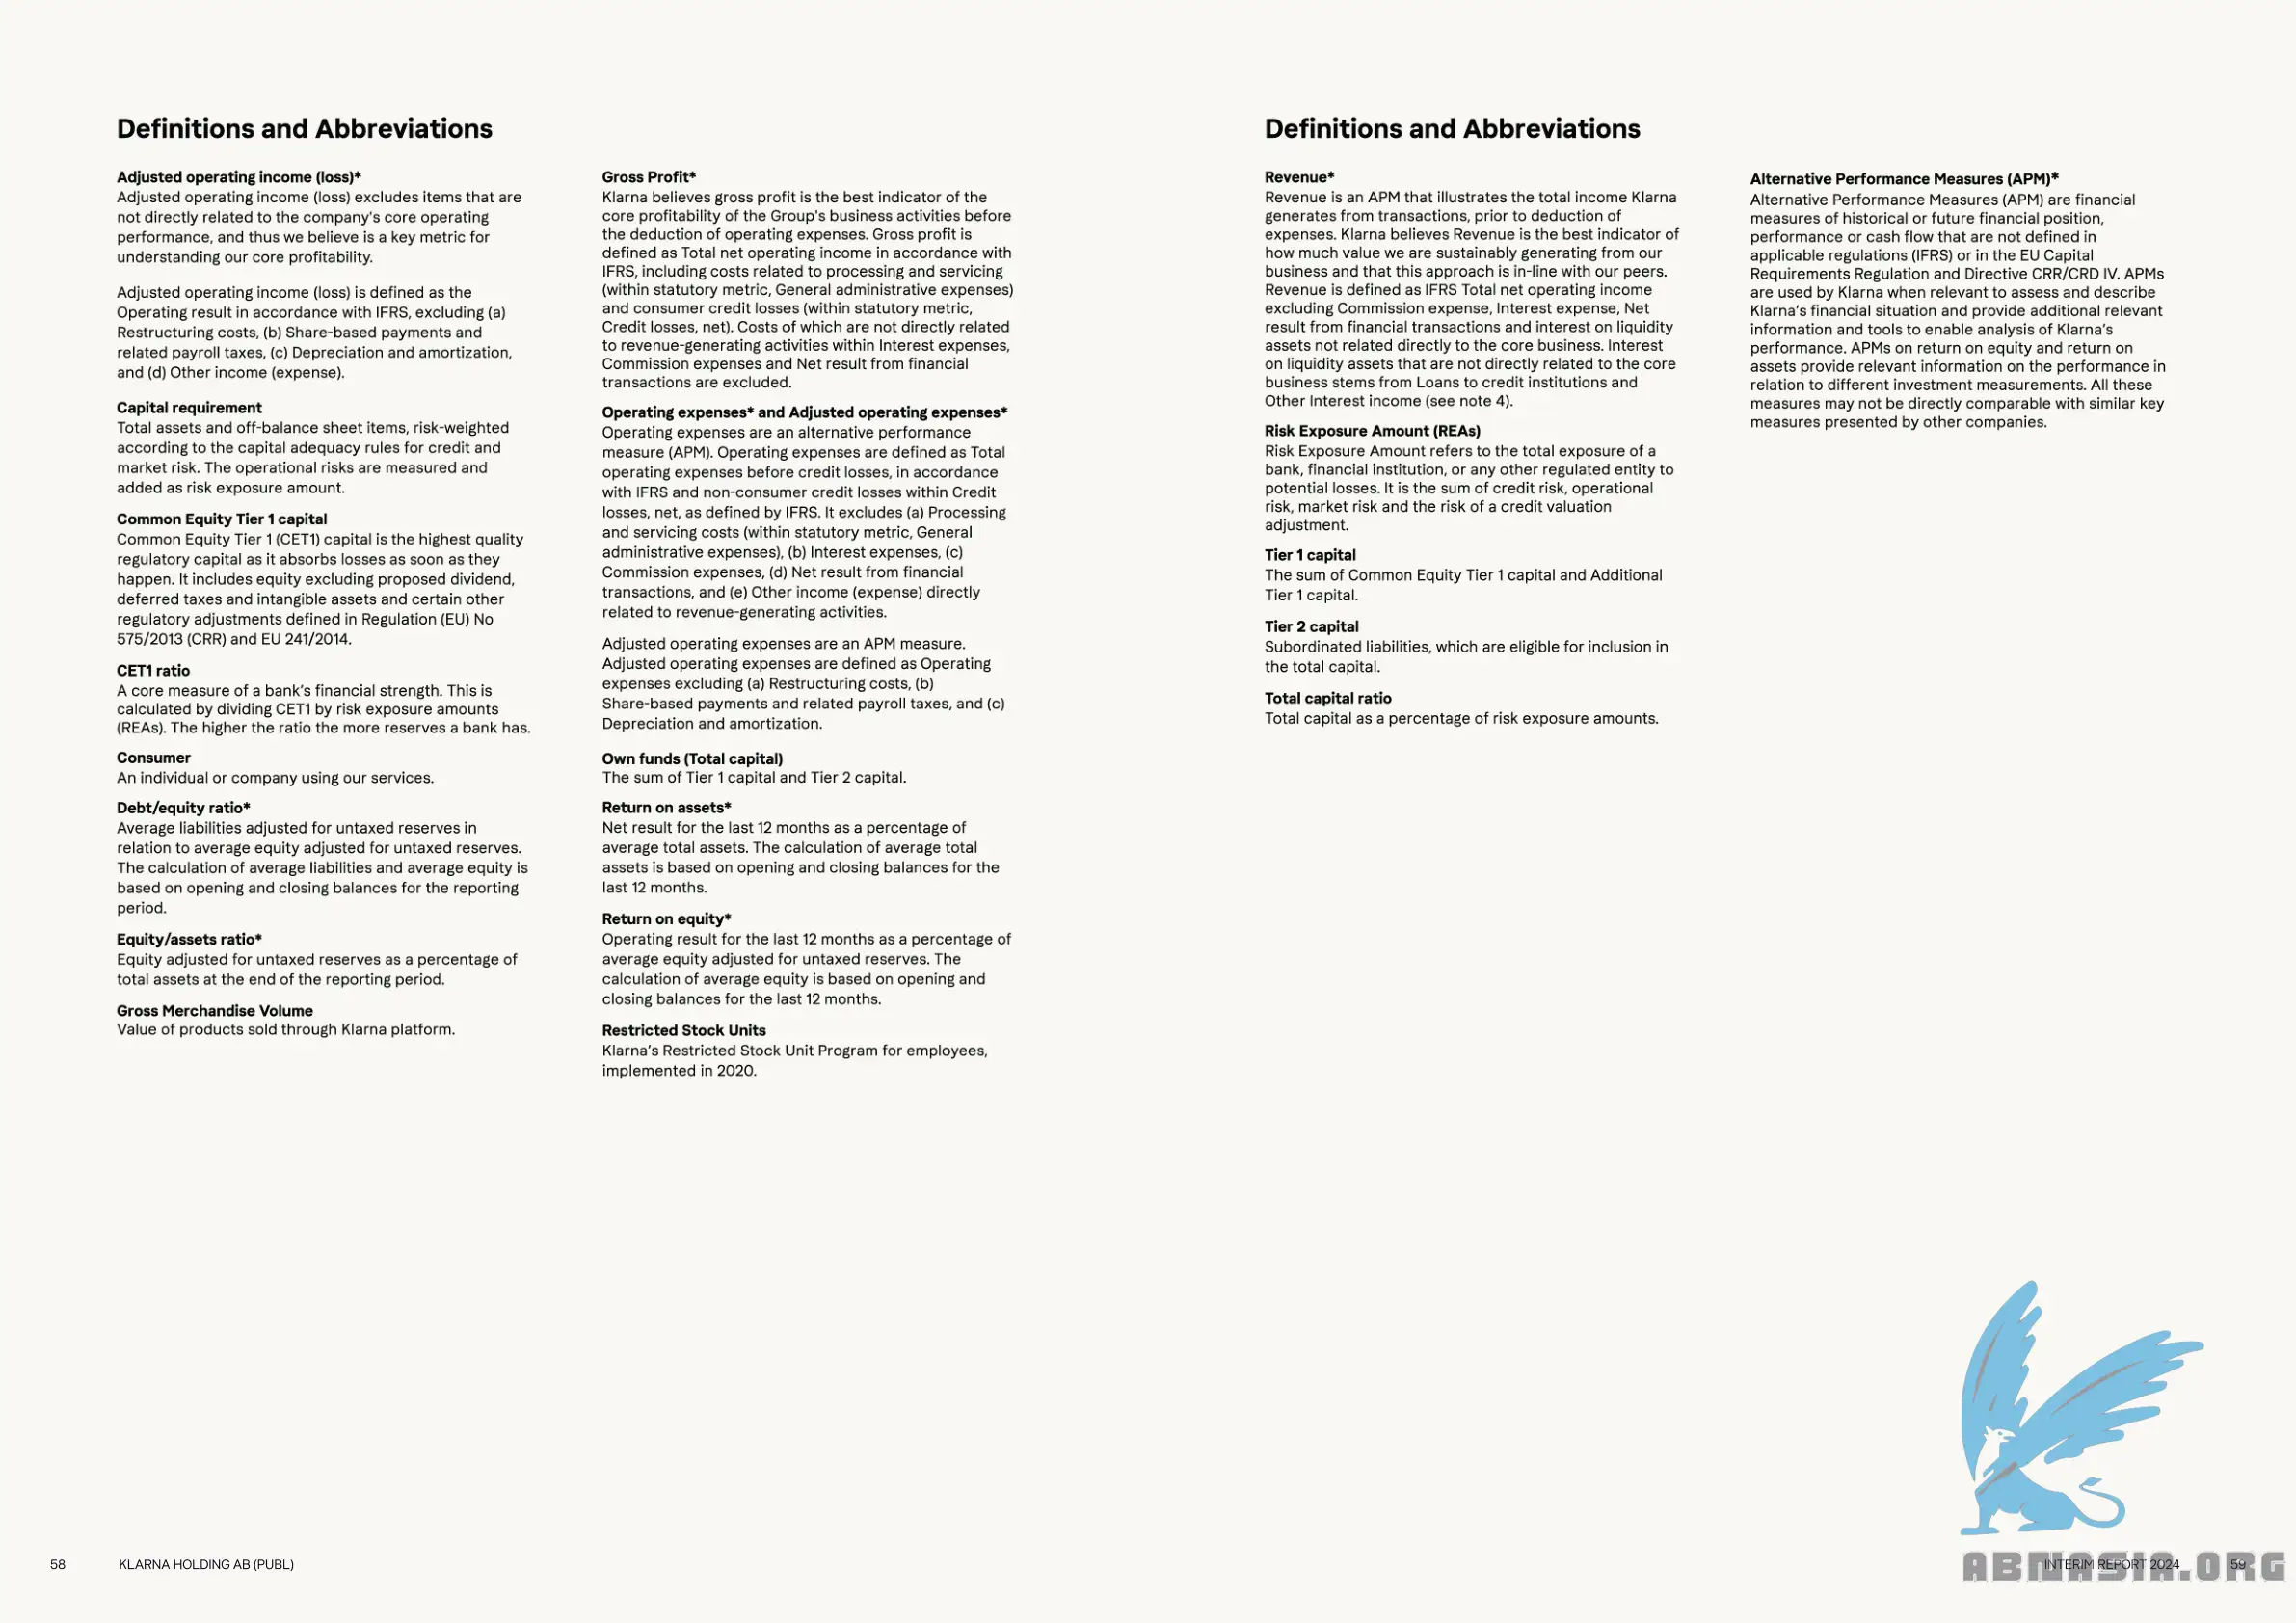 Definitions and Abbreviations
Adjusted operating income (loss)*
Adjusted operating income (loss) excludes items that are
not directly related to the company's core operating
performance, and thus we believe is a key metric for
understanding our core profitability.
Adjusted operating income (loss) is defined as the
Operating result in accordance with IFRS, excluding (a)
Restructuring costs, (b) Share-based payments and
related payroll taxes, (c) Depreciation and amortization,
and (d) Other income (expense).
Capital requirement
Total assets and off-balance sheet items, risk-weighted
according to the capital adequacy rules for credit and
market risk. The operational risks are measured and
added as risk exposure amount.
Common Equity Tier 1 capital
Common Equity Tier 1 (CET1) capital is the highest quality
regulatory capital as it absorbs losses as soon as they
happen. It includes equity excluding proposed dividend,
deferred taxes and intangible assets and certain other
regulatory adjustments defined in Regulation (EU) No
575/2013 (CRR) and EU 241/2014.
CET1 ratio
A core measure of a bank's financial strength. This is
calculated by dividing CET1 by risk exposure amounts
(REAs). The higher the ratio the more reserves a bank has.
Consumer
An individual or company using our services.
Debt/equity ratio*
Average liabilities adjusted for untaxed reserves in
relation to average equity adjusted for untaxed reserves.
The calculation of average liabilities and average equity is
based on opening and closing balances for the reporting
period.
Equity/assets ratio*
Equity adjusted for untaxed reserves as a percentage of
total assets at the end of the reporting period.
Gross Merchandise Volume
Value of products sold through Klarna platform.
Gross Profit*
Klarna believes gross profit is the best indicator of the
core profitability of the Group's business activities before
the deduction of operating expenses. Gross profit is
defined as Total net operating income in accordance with
IFRS, including costs related to processing and servicing
(within statutory metric, General administrative expenses)
and consumer credit losses (within statutory metric,
Credit losses, net). Costs of which are not directly related
to revenue-generating activities within Interest expenses,
Commission expenses and Net result from financial
transactions are excluded.
Operating expenses* and Adjusted operating expenses*
Operating expenses are an alternative performance
measure (APM). Operating expenses are defined as Total
operating expenses before credit losses, in accordance
with IFRS and non-consumer credit losses within Credit
losses, net, as defined by IFRS. It excludes (a) Processing
and servicing costs (within statutory metric, General
administrative expenses), (b) Interest expenses, (c)
Commission expenses, (d) Net result from financial
transactions, and (e) Other income (expense) directly
related to revenue-generating activities.
Adjusted operating expenses are an APM measure.
Adjusted operating expenses are defined as Operating
expenses excluding (a) Restructuring costs, (b)
Share-based payments and related payroll taxes, and (c)
Depreciation and amortization.
Own funds (Total capital)
The sum of Tier 1 capital and Tier 2 capital.
Return on assets*
Net result for the last 12 months as a percentage of
average total assets. The calculation of average total
assets is based on opening and closing balances for the
last 12 months.
Return on equity*
Operating result for the last 12 months as a percentage of
average equity adjusted for untaxed reserves. The
calculation of average equity is based on opening and
closing balances for the last 12 months.
Restricted Stock Units
Klarna's Restricted Stock Unit Program for employees,
implemented in 2020.
58
KLARNA HOLDING AB (PUBL)
Definitions and Abbreviations
Revenue*
Revenue is an APM that illustrates the total income Klarna
generates from transactions, prior to deduction of
expenses. Klarna believes Revenue is the best indicator of
how much value we are sustainably generating from our
business and that this approach is in-line with our peers.
Revenue is defined as IFRS Total net operating income
excluding Commission expense, Interest expense, Net
result from financial transactions and interest on liquidity
assets not related directly to the core business. Interest
on liquidity assets that are not directly related to the core
business stems from Loans to credit institutions and
Other Interest income (see note 4).
Risk Exposure Amount (REAs)
Risk Exposure Amount refers to the total exposure of a
bank, financial institution, or any other regulated entity to
potential losses. It is the sum of credit risk, operational
risk, market risk and the risk of a credit valuation
adjustment.
Tier 1 capital
The sum of Common Equity Tier 1 capital and Additional
Tier 1 capital.
Tier 2 capital
Subordinated liabilities, which are eligible for inclusion in
the total capital.
Total capital ratio
Total capital as a percentage of risk exposure amounts.
Alternative Performance Measures (APM)*
Alternative Performance Measures (APM) are financial
measures of historical or future financial position,
performance or cash flow that are not defined in
applicable regulations (IFRS) or in the EU Capital
Requirements Regulation and Directive CRR/CRD IV. APMs
are used by Klarna when relevant to assess and describe
Klarna's financial situation and provide additional relevant
information and tools to enable analysis of Klarna's
performance. APMs on return on equity and return on
assets provide relevant information on the performance in
relation to different investment measurements. All these
measures may not be directly comparable with similar key
measures presented by other companies.
INTERIM REPORT 2024
59
ABNASIA.ORG